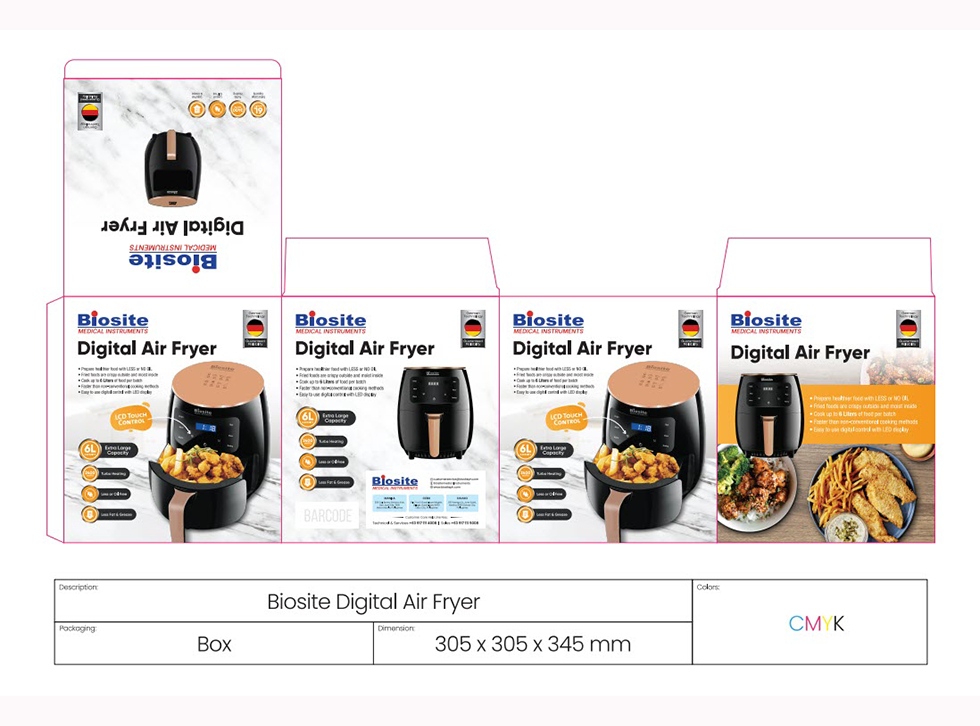 Digital Air Fryer
MEDICAL INSTRUMENTS
Biosite
Biosite
MEDICAL INSTRUMENTS
Digital Air Fryer
• Prepare healthier food with LESS or NO OIL
• Fried foods are crispy outside and moist inside
• Cook up to 6 Liters of food per batch
• Faster than non-conventional cooking methods
• Easy to use digital control with LED display
LCD TOUCH
CONTROL
Biosite
6L
Extra Large
Capacity
Turbo Heating
Less or Oil Free
Less Fat & Grease
Biosite
MEDICAL INSTRUMENTS
Digital Air Fryer
• Prepare healthier food with LESS or NO OIL
• Fried foods are crispy outside and moist inside
• Cook up to 6 Liters of food per batch
• Faster than non-conventional cooking methods
• Easy to use digital control with LED display
6L
Extra Large
Capacity
Turbo Heating
Less or Oil Free
Less Fat & Grease
BARCODE
Biosite
MEDICAL INSTRUMENTS
Biosite
MEDICAL INSTRUMENTS
Digital Air Fryer
• Prepare healthier food with LESS or NO OIL
• Fried foods are crispy outside and moist inside
• Cook up to 6 Liters of food per batch
• Faster than non-conventional cooking methods
• Easy to use digital control with LED display
LCD TOUCH
CONTROL
Biosite
6L
Extra Large
Capacity
Turbo Heating
Less or Oil Free
Less Fat & Grease
Biosite
MEDICAL INSTRUMENTS
Digital Air Fryer
• Prepare healthier food with LESS or NO OIL
• Fried foods are crispy outside and moist inside
• Cook up to 6 Liters of food per batch
• Faster than non-conventional cooking methods
• Easy to use digital control with LED display
Description:
Biosite Digital Air Fryer
Packaging:
Box
Dimension:
305 x 305 x 345 mm
Colors:
CMYK